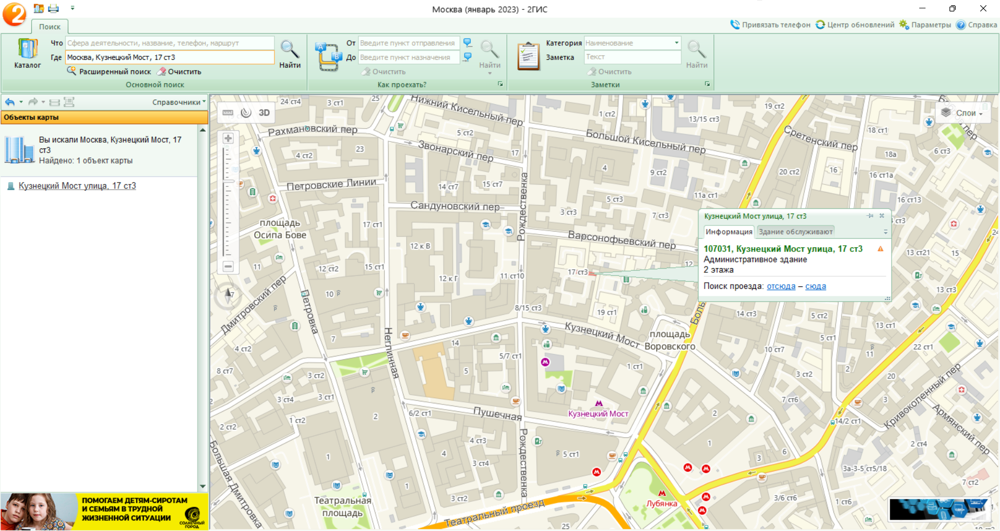 Москва (январь 2023) - 2ГИС
Поиск
Привязать телефон
Центр обновлений
Параметры
Справка
Каталог
Что
Сфера деятельности, название, телефон, маршрут
Где
Москва, Кузнецкий Мост, 17 ст3
Расширенный поиск
Очистить
Найти
Основной поиск
От
Введите пункт отправления
До
Введите пункт назначения
Очистить
Найти
Как проехать?
Категория
Наименование
Заметка
Текст
Очистить
Найти
Заметки
Справочники
Объекты карты
Вы искали Москва, Кузнецкий Мост, 17
ст3
Найдено: 1 объект карты
Кузнецкий Мост улица, 17 ст3
ПОМОГАЕМ ДЕТЯМ-СИРОТАМ
И СЕМЬЯМ В ТРУДНОЙ
ЖИЗНЕННОЙ СИТУАЦИИ
СОЛНЕЧНЫЙ
ГОРОД
3D
Слои
24 ст4
3 ст1
25
Нижний Кисельный пер
1 ст2
13/15 ст3
19 ст2
18 ст1
Рахмановский пер
5 ст2
Большой Кисельный пер
Сретенский пер
4 ст2
23
Звонарский пер
17
18а
6 ст3
4
9 ст2
20 ст2
16
16 ст1а
Петровские Линии
14 ст7
15 ст7
Рождественка
11а ст1
16 ст13
Сандуновский пер
5 ст3
3 ст3
7 ст3
ст3
площадь
Осипа Бове
17 ст1
12 к В
Варсонофьевский пер
13 ст21
15
11
12 ст2
15 ст1
12 к Г
11 ст10
17 ст3
12
13 ст3
Дмитровский пер
Петровка
10
8/15 ст3
19 ст1
14 ст3
5 ст2
13 ст1
Неглинная
7
4 ст2
14
Кузнецкий Мост
площадь
Воровского
5 ст1
10 ст7
22 ст1
11
5/7 ст1
8 ст7
3 ст2
5
1 ст1
3 ст2
2
20
3 ст4
3 ст1
7 ст6
3
Кривоколенный пер
Армянский пер
1 ст2
2
6/2 ст1
Пушечная
Кузнецкий Мост
2
14/2 ст1
2 ст2
4 ст3
Рождественка
1
2 ст4
Большая Дмитровка
1
4
3 ст4
5 ст1
3
6
3а-3-5 ст5/18
7 ст2
1
Театральная
площадь
3 ст2
Театральный проезд
Лубянка
3/6 ст6
1 ст6
25
Кузнецкий Мост улица, 17 ст3
Информация
Здание обслуживают
107031, Кузнецкий Мост улица, 17 ст3
Административное здание
2 этажа
Поиск проезда: отсюда – сюда